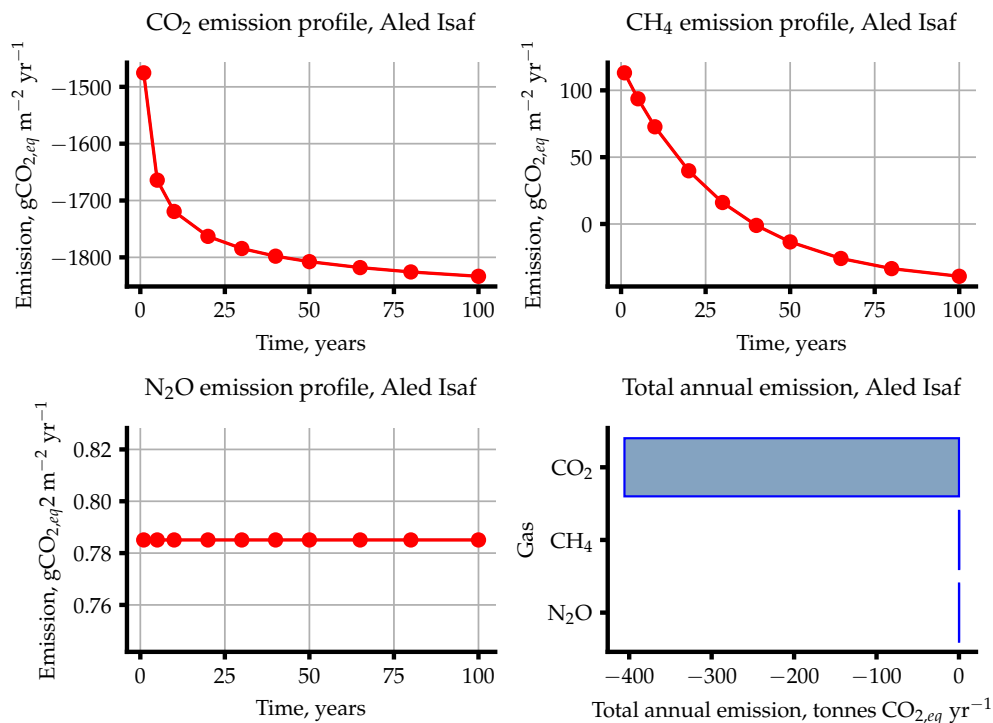 CO₂ emission profile, Aled Isaf
Emission, gCO₂,eq m⁻² yr⁻¹
−1500
−1600
−1700
−1800
0 25 50 75 100
Time, years
CH₄ emission profile, Aled Isaf
Emission, gCO₂,eq m⁻² yr⁻¹
100
50
0
0 25 50 75 100
Time, years
N₂O emission profile, Aled Isaf
Emission, gCO₂,eq2 m⁻² yr⁻¹
0.82
0.80
0.78
0.76
0 25 50 75 100
Time, years
Total annual emission, Aled Isaf
Gas
CO₂
CH₄
N₂O
−400 −300 −200 −100 0
Total annual emission, tonnes CO₂,eq yr⁻¹